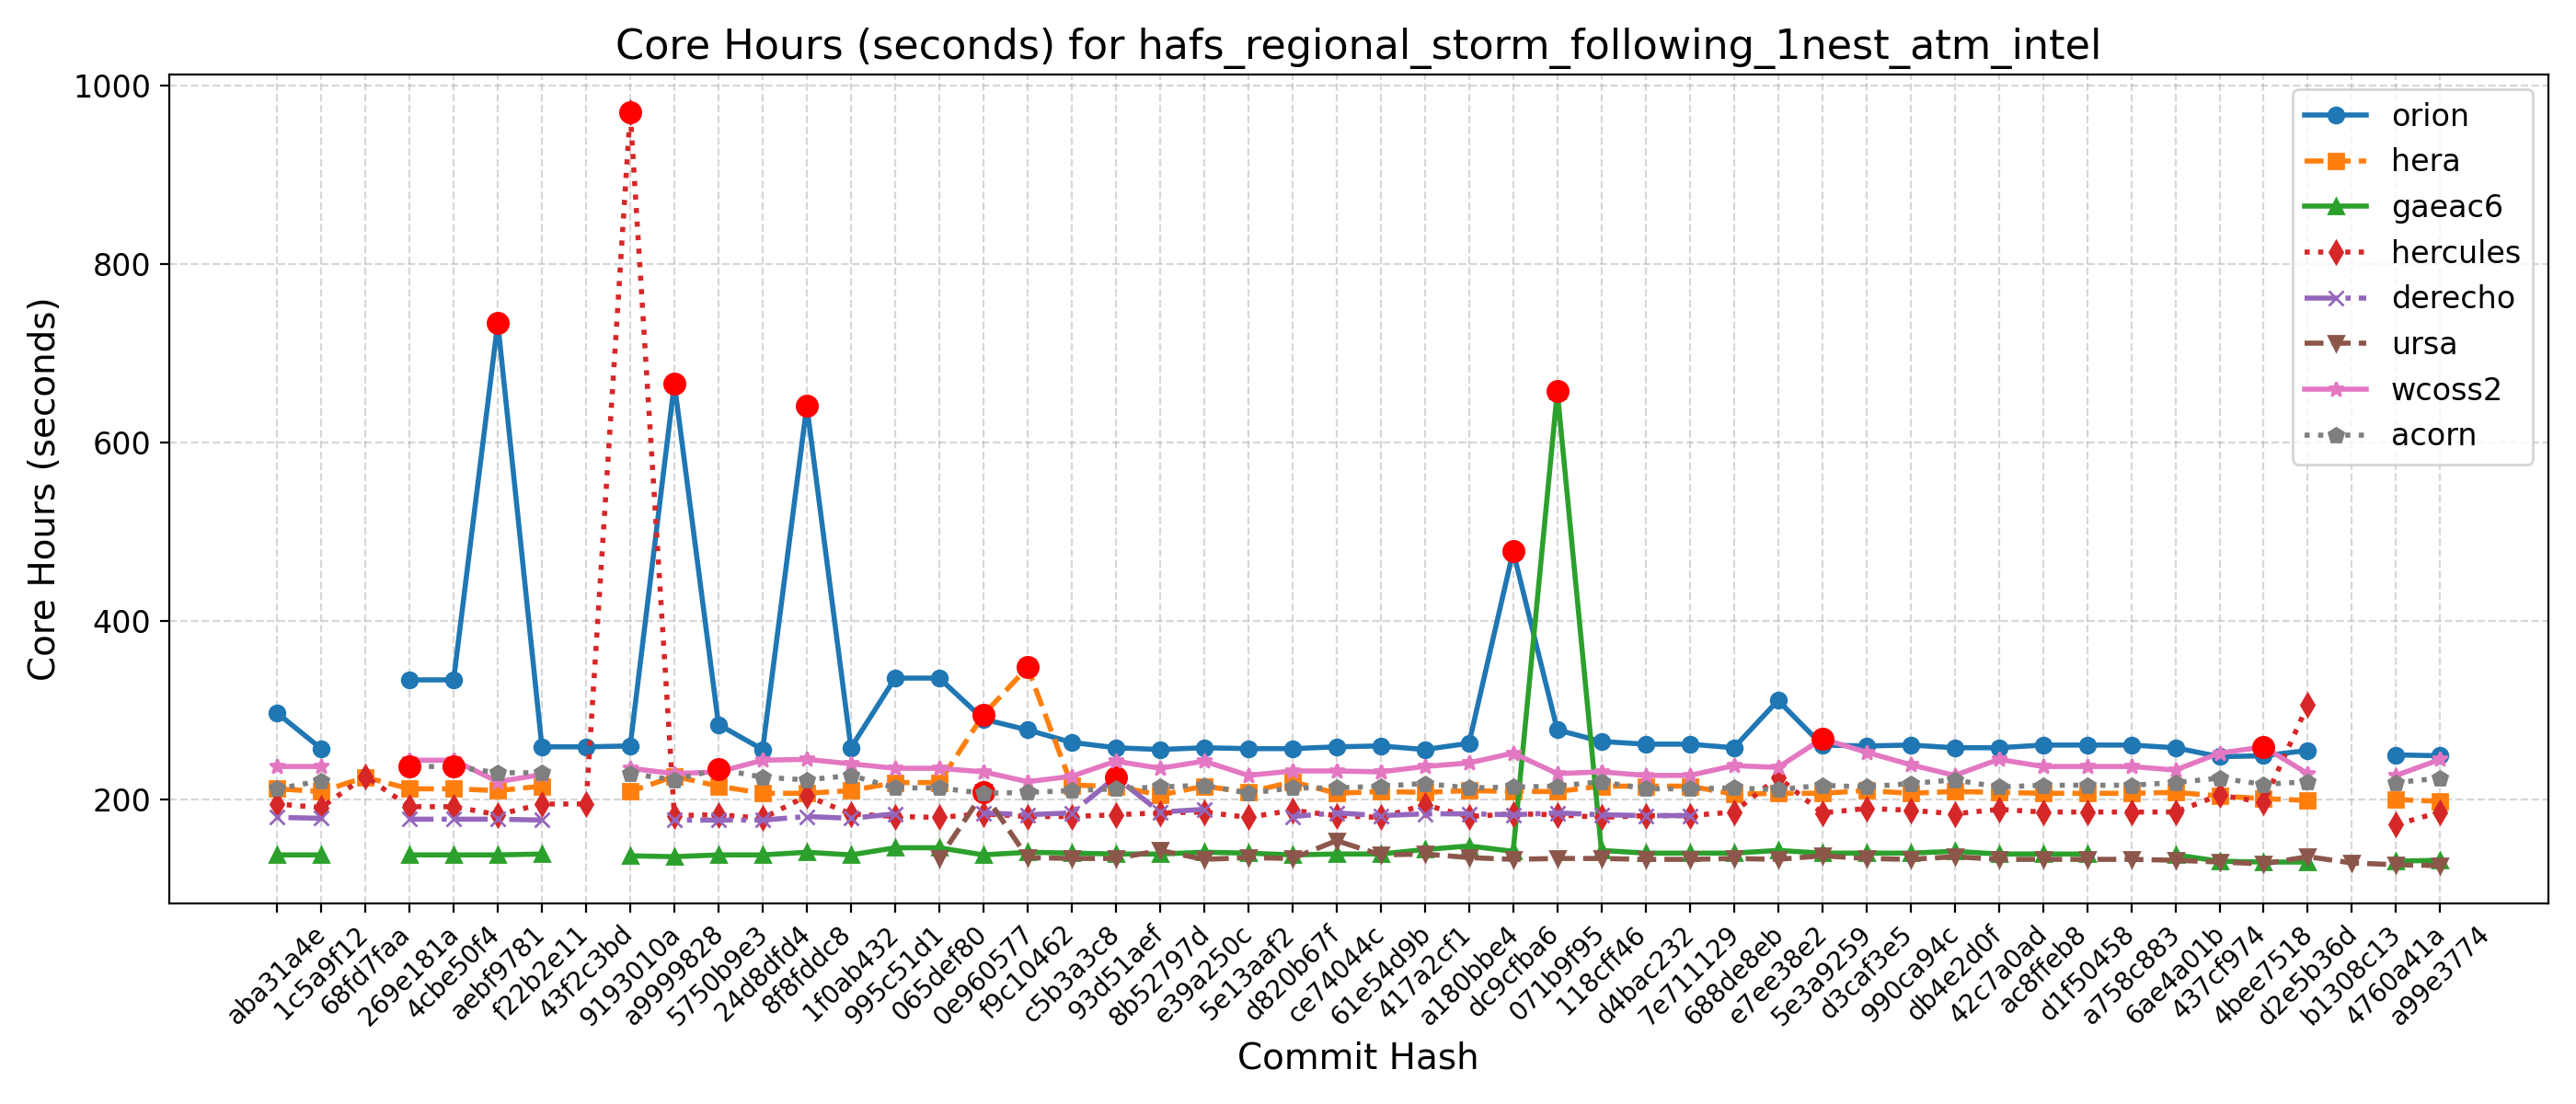 Core Hours (seconds) for hafs_regional_storm_following_1nest_atm_intel
Core Hours (seconds)
1000
800
600
400
200
orion
hera
gaeac6
hercules
derecho
ursa
wcoss2
acorn
aba31a4e
1c5a9f12
68fd7faa
269e181a
4cbe50f4
aebf9781
f22b2e11
43f2c3bd
9193010a
a9999828
5750b9e3
24d8dfd4
8f8fddc8
1f0ab432
995c51d1
065def80
0e960577
f9c10462
c5b3a3c8
93d51aef
8b52797d
e39a250c
5e13aaf2
d820b67f
ce74044c
61e54d9b
417a2cf1
a180bbe4
dc9cfba6
071b9f95
118cff46
d4bac232
7e711129
688de8eb
e7ee38e2
5e3a9259
d3caf3e5
990ca94c
db4e2d0f
42c7a0ad
ac8ffeb8
d1f50458
a758c883
6ae4a01b
437cf974
4bee7518
d2e5b36d
b1308c13
4760a41a
a99e3774
Commit Hash